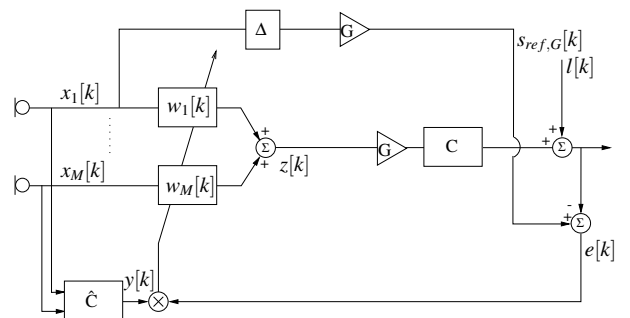 Δ
G
s_{ref,G}[k]
l[k]
x_1[k]
w_1[k]
+
Σ
+
z[k]
G
C
+
+
Σ
x_M[k]
w_M[k]
-
+
Σ
e[k]
Ĉ
y[k]
×